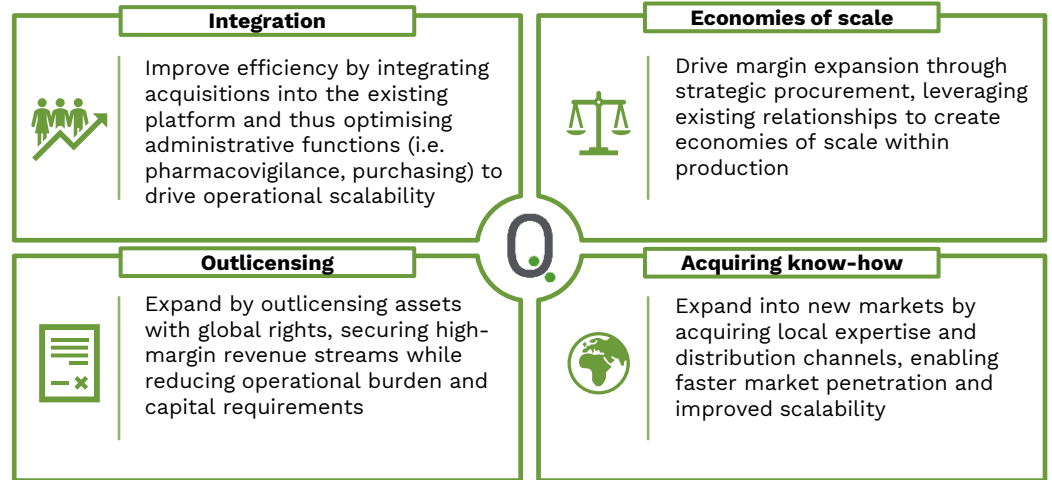 Integration
Improve efficiency by integrating
acquisitions into the existing
platform and thus optimising
administrative functions (i.e.
pharmacovigilance, purchasing) to
drive operational scalability
Economies of scale
Drive margin expansion through
strategic procurement, leveraging
existing relationships to create
economies of scale within
production
Outlicensing
Expand by outlicensing assets
with global rights, securing high-
margin revenue streams while
reducing operational burden and
capital requirements
Acquiring know-how
Expand into new markets by
acquiring local expertise and
distribution channels, enabling
faster market penetration and
improved scalability